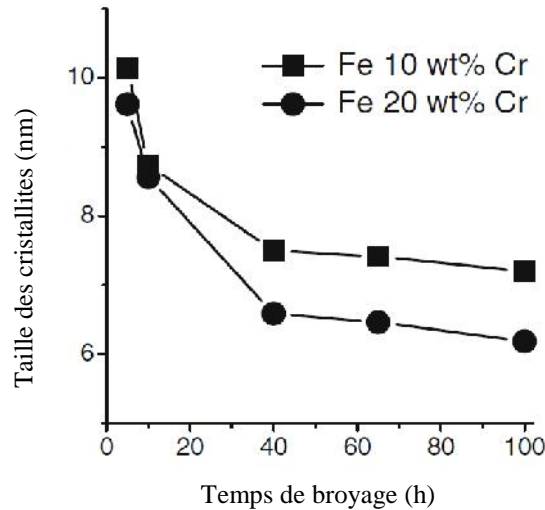 Fe 10 wt% Cr
Fe 20 wt% Cr
Taille des cristallites (nm)
10
8
6
0 20 40 60 80 100
Temps de broyage (h)